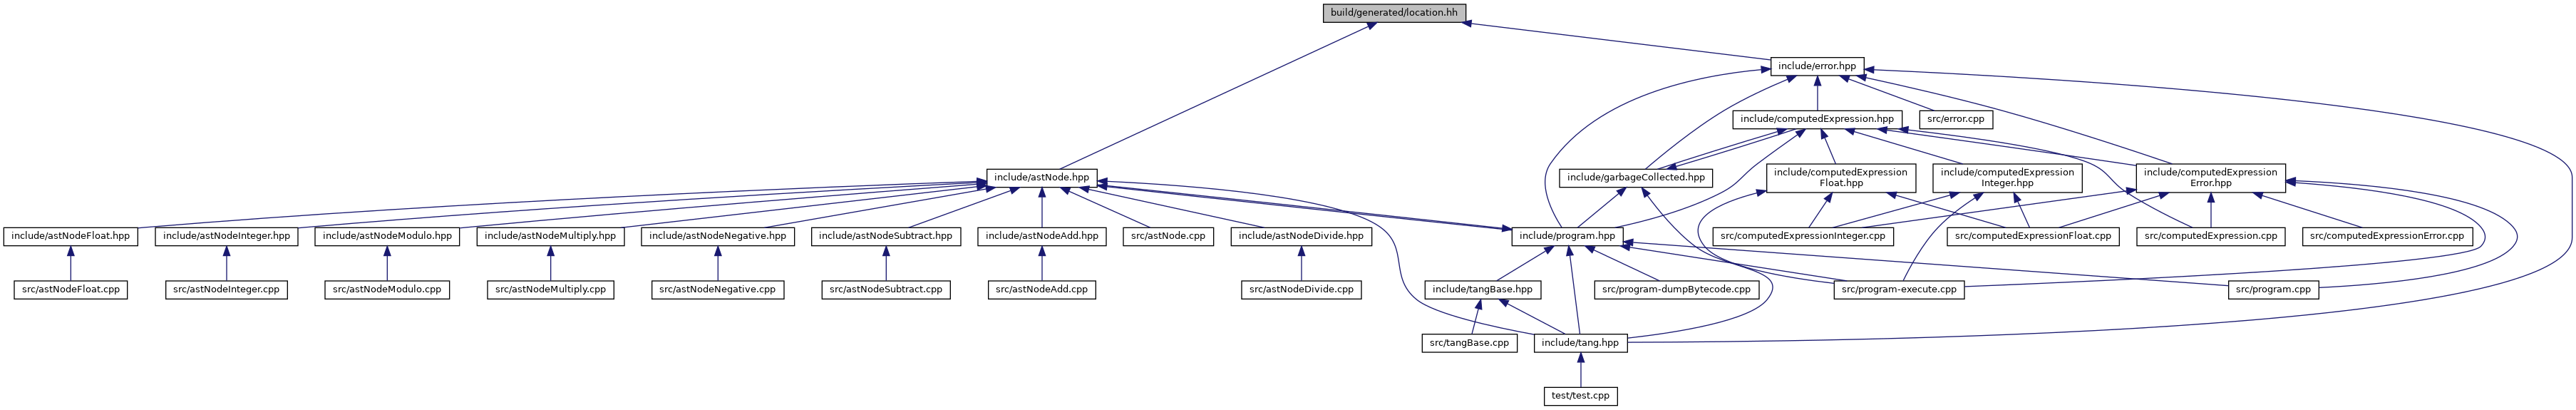 build/generated/location.hh
include/error.hpp
include/computedExpression.hpp
src/error.cpp
include/astNode.hpp
include/garbageCollected.hpp
include/computedExpression
Float.hpp
include/computedExpression
Integer.hpp
include/computedExpression
Error.hpp
include/astNodeFloat.hpp
include/astNodeInteger.hpp
include/astNodeModulo.hpp
include/astNodeMultiply.hpp
include/astNodeNegative.hpp
include/astNodeSubtract.hpp
include/astNodeAdd.hpp
src/astNode.cpp
include/astNodeDivide.hpp
include/program.hpp
src/computedExpressionInteger.cpp
src/computedExpressionFloat.cpp
src/computedExpression.cpp
src/computedExpressionError.cpp
src/astNodeFloat.cpp
src/astNodeInteger.cpp
src/astNodeModulo.cpp
src/astNodeMultiply.cpp
src/astNodeNegative.cpp
src/astNodeSubtract.cpp
src/astNodeAdd.cpp
src/astNodeDivide.cpp
include/tangBase.hpp
src/program-dumpBytecode.cpp
src/program-execute.cpp
src/program.cpp
src/tangBase.cpp
include/tang.hpp
test/test.cpp